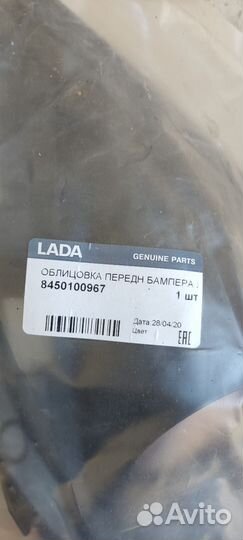 LADA GENUINE PARTS
ОБЛИЦОВКА ПЕРЕДН БАМПЕРА
8450100967
1 шт
Дата 28/04/20
Цвет
EAC
Avito